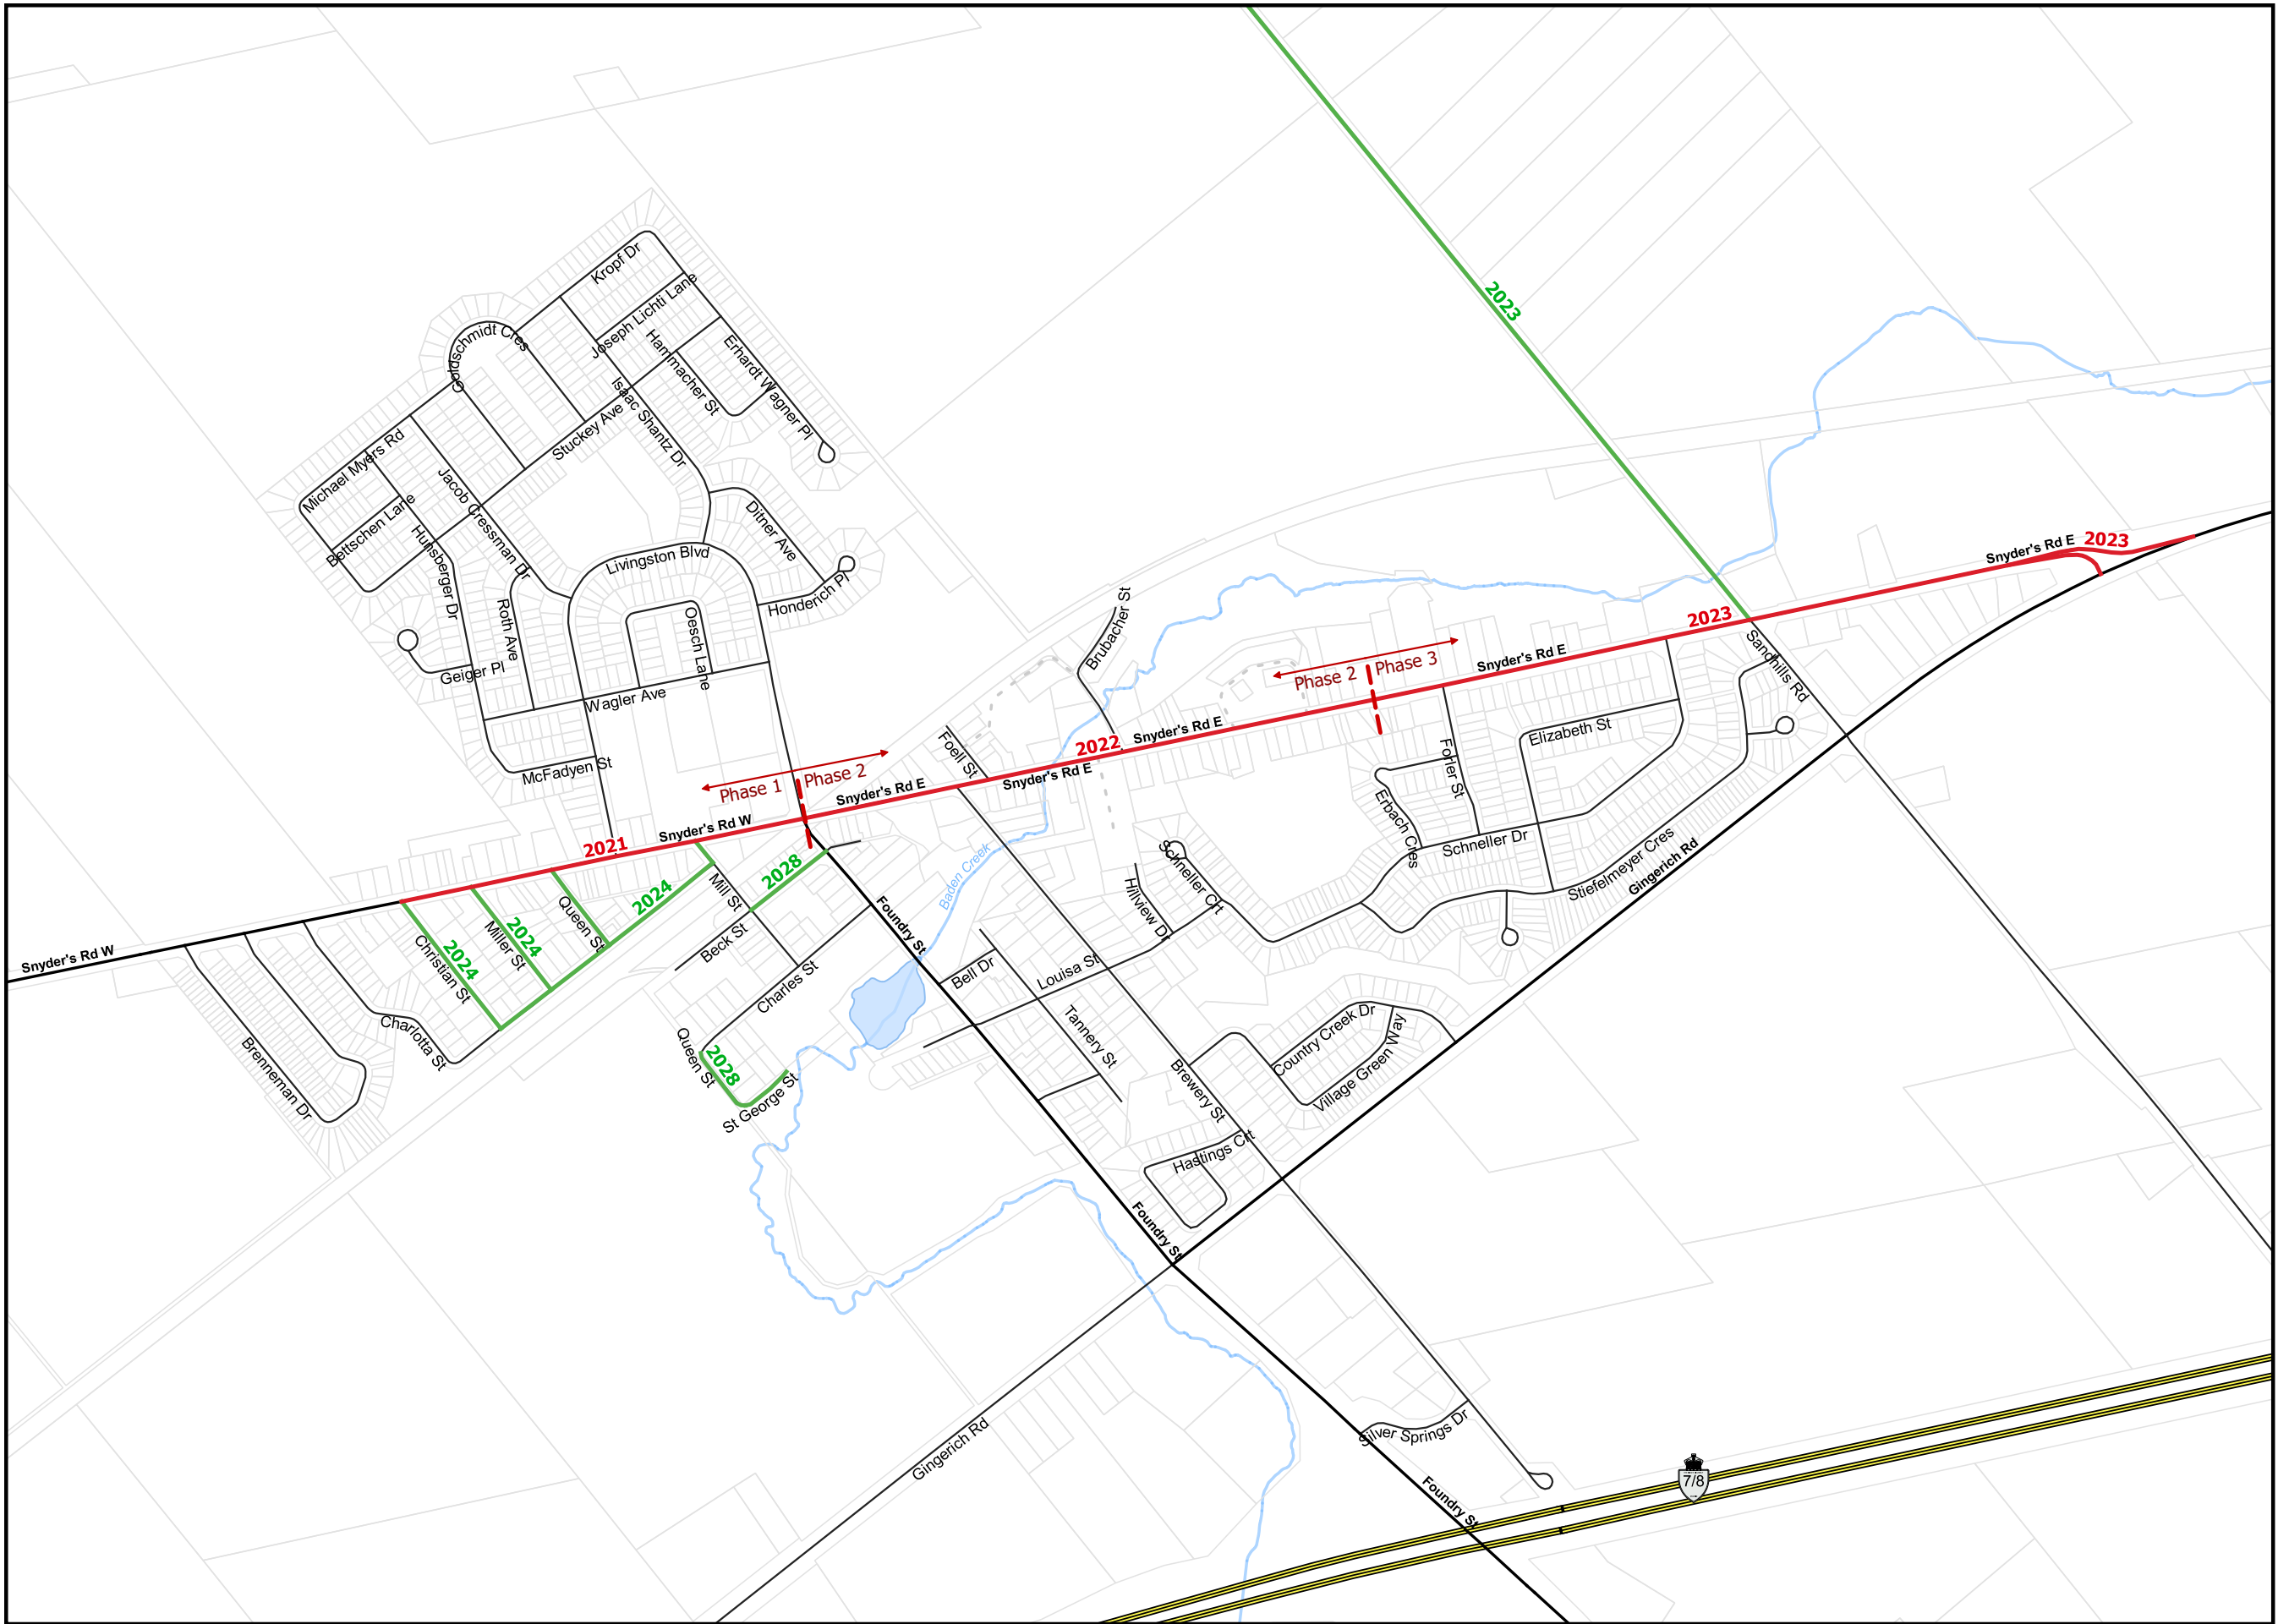 Kropf Dr
Joseph Lichti Lane
Goldschmidt Cres
Hammacher St
Erhardt Wagner Pl
Isaac Shantz Dr
Stuckey Ave
Michael Myers Rd
Jacob Cressman Dr
Bettschen Lane
Hunsberger Dr
Ditner Ave
Livingston Blvd
Honderich Pl
Roth Ave
Oesch Lane
Geiger Pl
Wagler Ave
McFadyen St
2023
Brubacher St
Snyder's Rd E
2023
2023
Sandhills Rd
Phase 2
Phase 3
Snyder's Rd E
Snyder's Rd E
2022
Snyder's Rd E
Foell St
Phase 1
Phase 2
Snyder's Rd E
Snyder's Rd W
2021
Elizabeth St
Forler St
Erbach Cres
Schneller Dr
Stiefelmeyer Cres
Gingerich Rd
Schneller Crt
Hillview Dr
Baden Creek
2028
Mill St
2024
Queen St
2024
Miller St
2024
Christian St
Snyder's Rd W
Charlotta St
Brenneman Dr
Beck St
Foundry St
Charles St
Bell Dr
Louisa St
Tannery St
Queen St
2028
St George St
Country Creek Dr
Village Green Way
Brewery St
Hastings Crt
Foundry St
Gingerich Rd
Silver Springs Dr
Foundry St
7/8